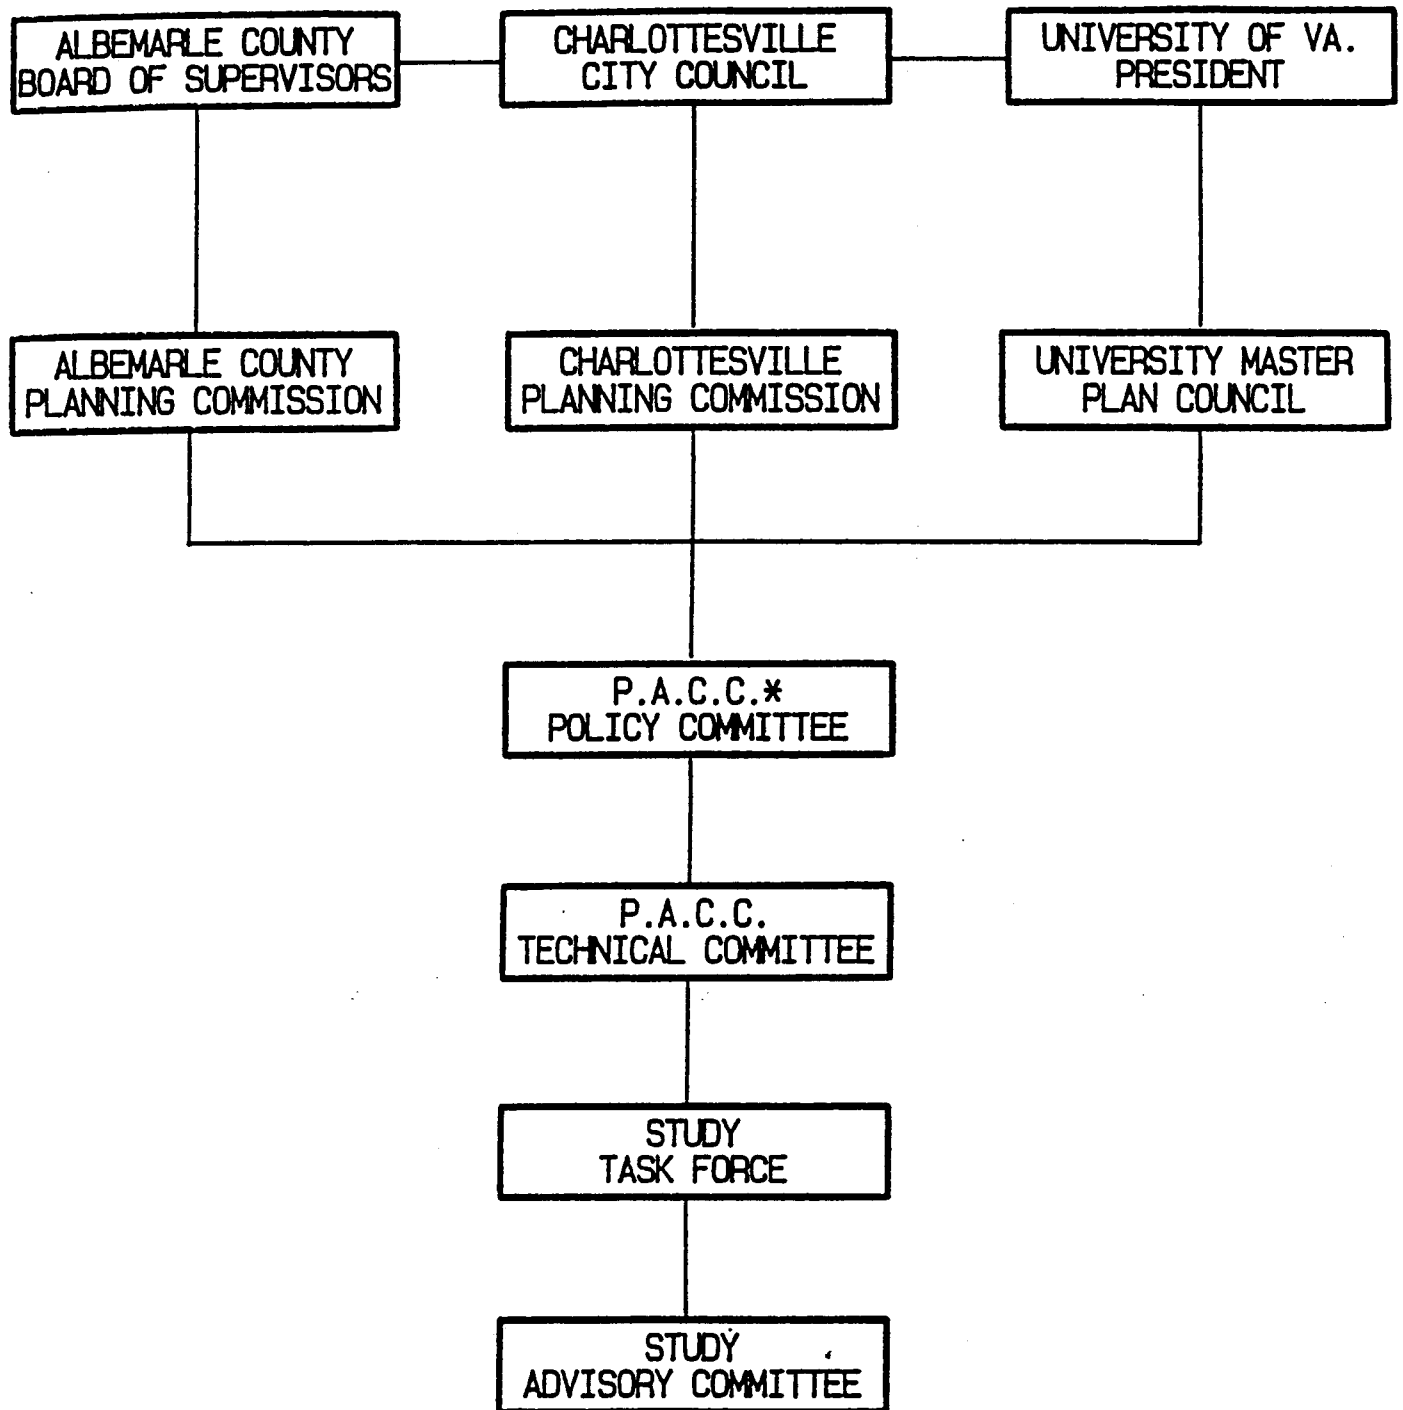 ALBEMARLE COUNTY
BOARD OF SUPERVISORS
CHARLOTTESVILLE
CITY COUNCIL
UNIVERSITY OF VA.
PRESIDENT
ALBEMARLE COUNTY
PLANNING COMMISSION
CHARLOTTESVILLE
PLANNING COMMISSION
UNIVERSITY MASTER
PLAN COUNCIL
P.A.C.C.*
POLICY COMMITTEE
P.A.C.C.
TECHNICAL COMMITTEE
STUDY
TASK FORCE
STUDY
ADVISORY COMMITTEE